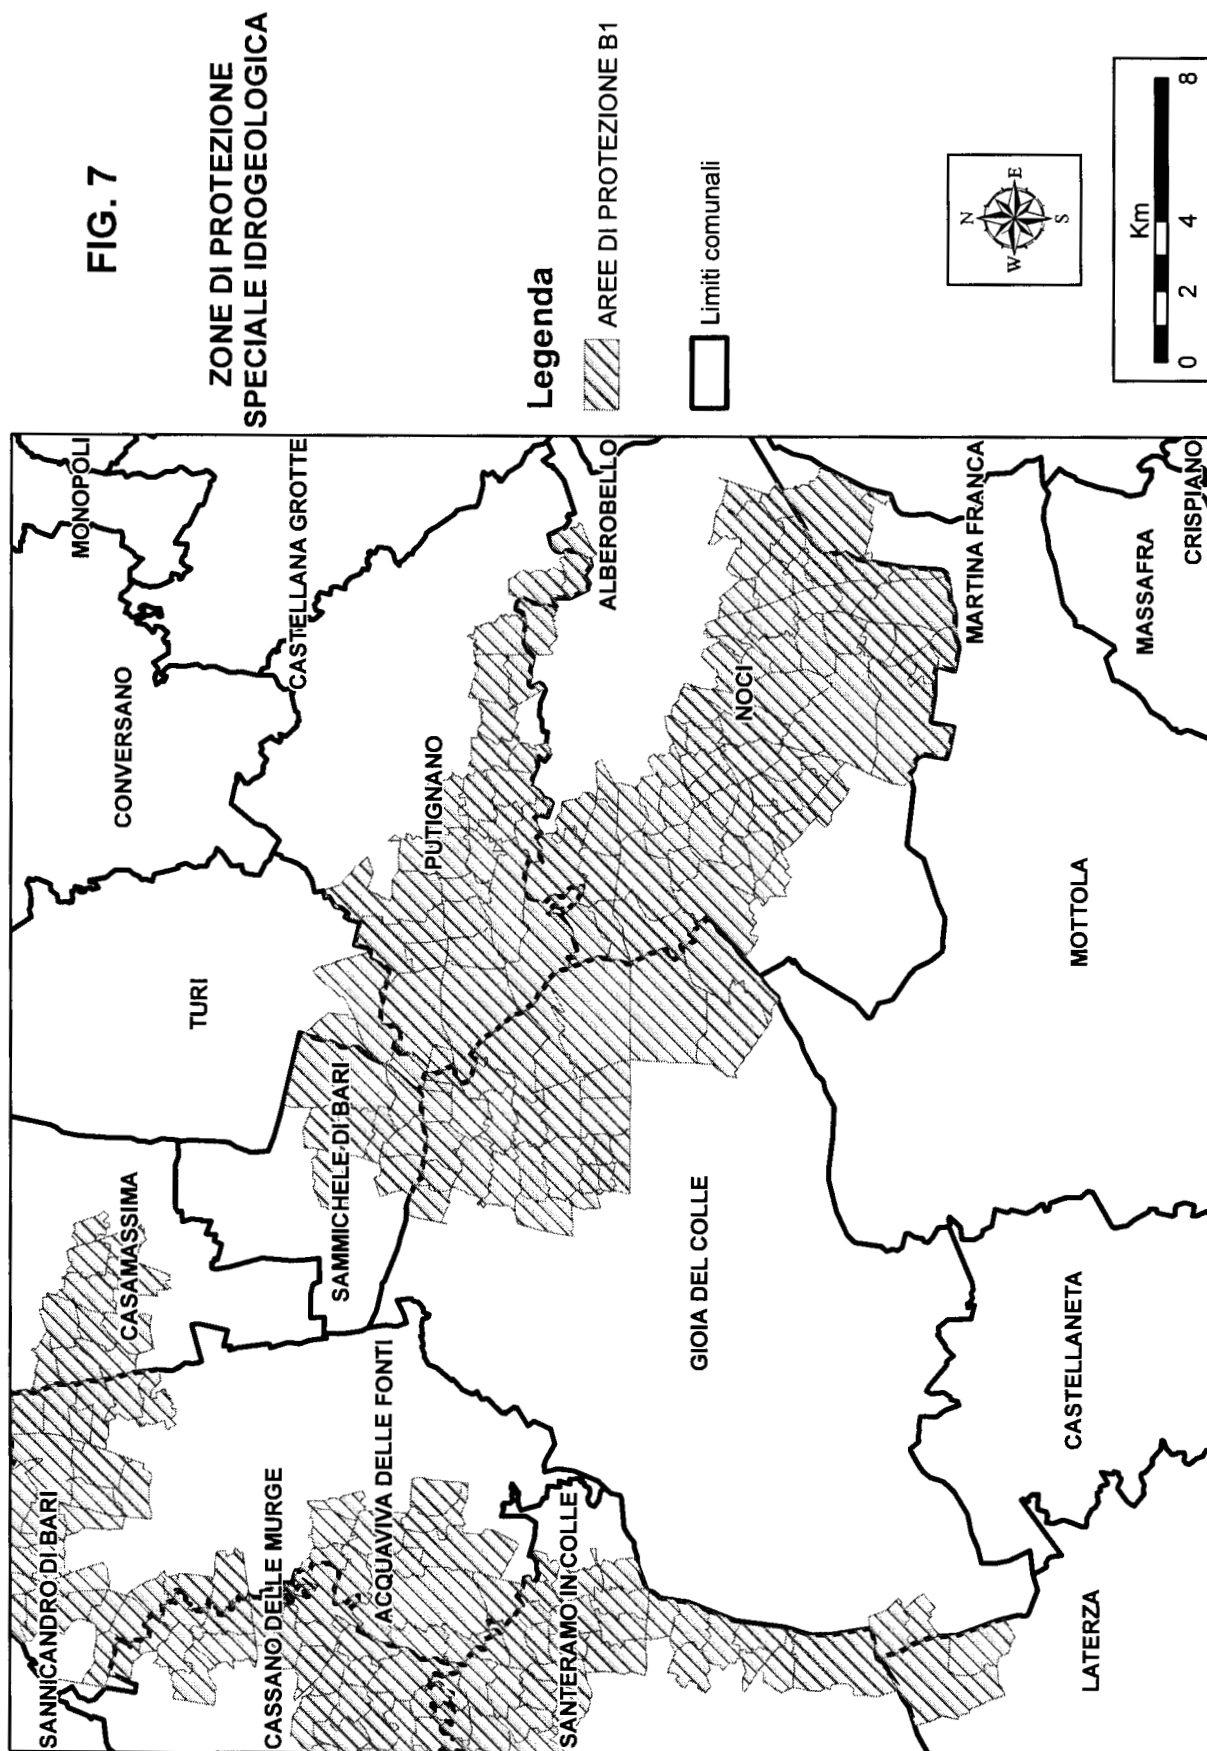 FIG. 7
ZONE DI PROTEZIONE
SPECIALE IDROGEOLOGICA
Legenda
AREE DI PROTEZIONE B1
Limiti comunali
N
W
E
S
Km
0 2 4 8
SANNICANDRO DI BARI
CASAMASSIMA
TURI
CONVERSANO
MONOPOLI
CASSANO DELLE MURGE
SAMMICHELE DI BARI
CASTELLANA GROTTE
ACQUAVIVA DELLE FONTI
PUTIGNANO
SANTERAMO IN COLLE
ALBEROBELLO
GIOIA DEL COLLE
NOCI
MARTINA FRANCA
LATERZA
CASTELLANETA
MOTTOLA
MASSAFRA
CRISPIANO